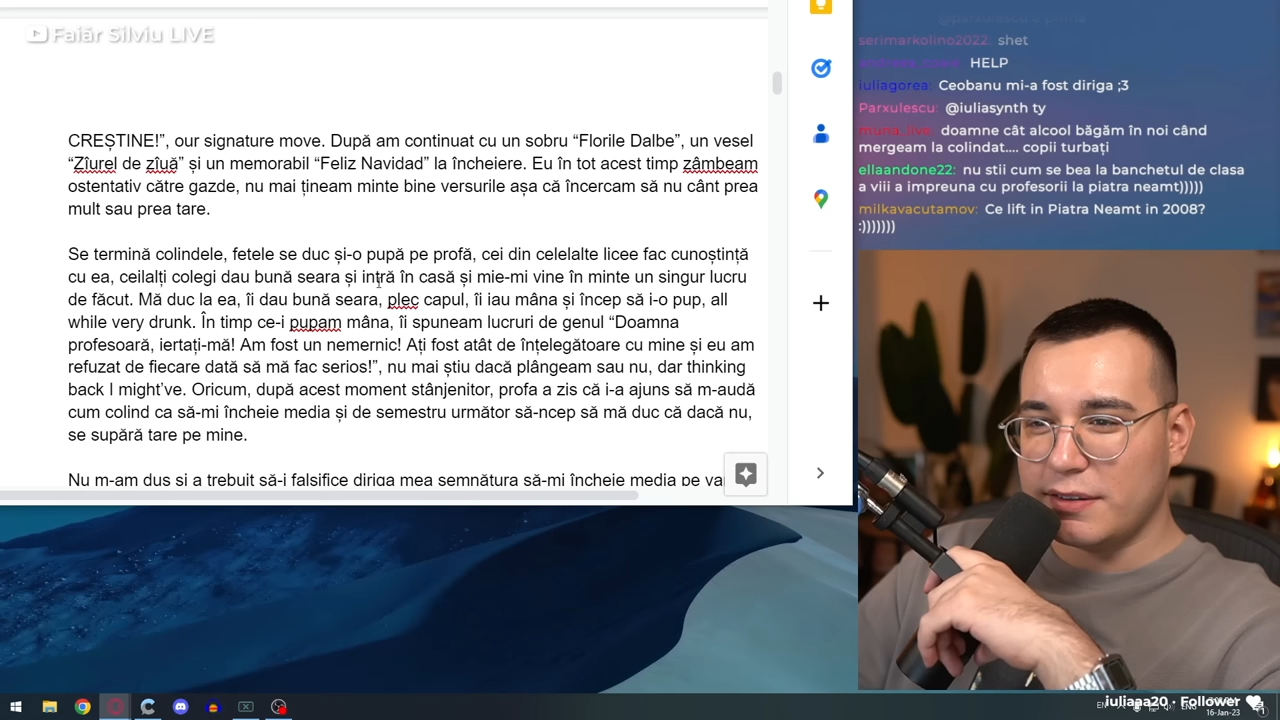 Faiăr Silviu LIVE
CREȘTINE!”, our signature move. După am continuat cu un sobru “Florile Dalbe”, un vesel
“Zîurel de zîuă” și un memorabil “Feliz Navidad” la încheiere. Eu în tot acest timp zâmbeam
ostentativ către gazde, nu mai țineam minte bine versurile așa că încercam să nu cânt prea
mult sau prea tare.
Se termină colindele, fetele se duc și-o pupă pe profă, cei din celelalte licee fac cunoștință
cu ea, ceilalți colegi dau bună seara și intră în casă și mie-mi vine în minte un singur lucru
de făcut. Mă duc la ea, îi dau bună seara, plec capul, îi iau mâna și încep să i-o pup, all
while very drunk. În timp ce-i pupam mâna, îi spuneam lucruri de genul “Doamna
profesoară, iertați-mă! Am fost un nemernic! Ați fost atât de înțelegătoare cu mine și eu am
refuzat de fiecare dată să mă fac serios!”, nu mai știu dacă plângeam sau nu, dar thinking
back I might’ve. Oricum, după acest moment stânjenitor, profa a zis că i-a ajuns să m-audă
cum colind ca să-mi încheie media și de semestru următor să-ncep să mă duc că dacă nu,
se supără tare pe mine.
Nu m-am dus și a trebuit să-i falsifice diriga mea semnătura să-mi încheie media pe
serimarkolino2022: shet
HELP
iuliagorea: Ceobanu mi-a fost diriga ;3
Parxulescu: @iuliasynth ty
doamne cât alcool băgăm în noi când
mergeam la colindat.... copii turbați
ellaandone22: nu stii cum se bea la banchetul de clasa
a viii a impreuna cu profesorii la piatra neamt)))))
milkavacutamov: Ce lift in Piatra Neamt in 2008?
:)))))))
iuliaaa20 · Follower
16-Jan-23